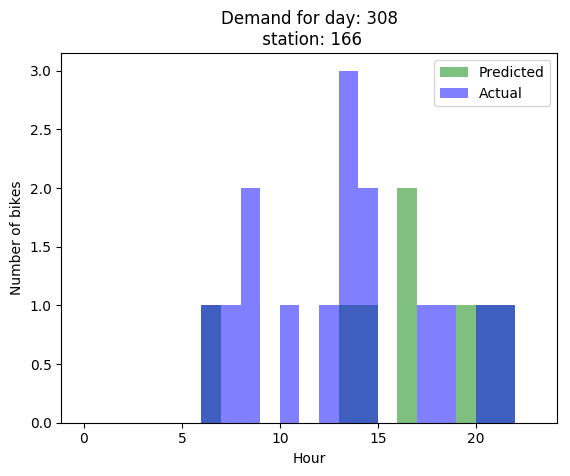 Demand for day: 308
station: 166
Predicted
Actual
Number of bikes
3.0
2.5
2.0
1.5
1.0
0.5
0.0
0
5
10
15
20
Hour